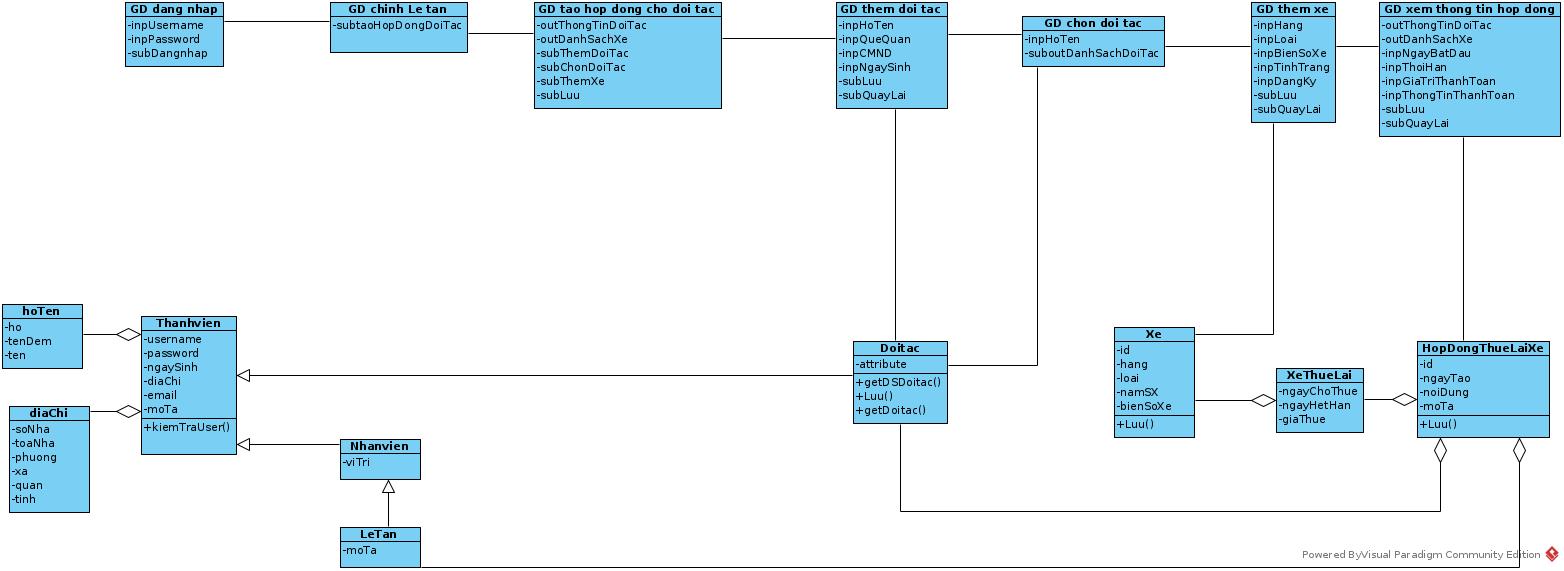 GD dang nhap
-inpUsername
-inpPassword
-subDangnhap
GD chinh Le tan
-subtaoHopDongDoiTac
GD tao hop dong cho doi tac
-outThongTinDoiTac
-outDanhSachXe
-subThemDoiTac
-subChonDoiTac
-subThemXe
-subLuu
GD them doi tac
-inpHoTen
-inpQueQuan
-inpCMND
-inpNgaySinh
-subLuu
-subQuayLai
GD chon doi tac
-inpHoTen
-suboutDanhSachDoiTac
GD them xe
-inpHang
-inpLoai
-inpBienSoXe
-inpTinhTrang
-inpDangKy
-subLuu
-subQuayLai
GD xem thong tin hop dong
-outThongTinDoiTac
-outDanhSachXe
-inpNgayBatDau
-inpThoiHan
-inpGiaTriThanhToan
-inpThongTinThanhToan
-subLuu
-subQuayLai
hoTen
-ho
-tenDem
-ten
diaChi
-soNha
-toaNha
-phuong
-xa
-quan
-tinh
Thanhvien
-username
-password
-ngaySinh
-diaChi
-email
-moTa
+kiemTraUser()
Nhanvien
-viTri
LeTan
-moTa
Doitac
-attribute
+getDSDoitac()
+Luu()
+getDoitac()
Xe
-id
-hang
-loai
-namSX
-bienSoXe
+Luu()
XeThueLai
-ngayChoThue
-ngayHetHan
-giaThue
HopDongThueLaiXe
-id
-ngayTao
-noiDung
-moTa
+Luu()
Powered ByVisual Paradigm Community Edition